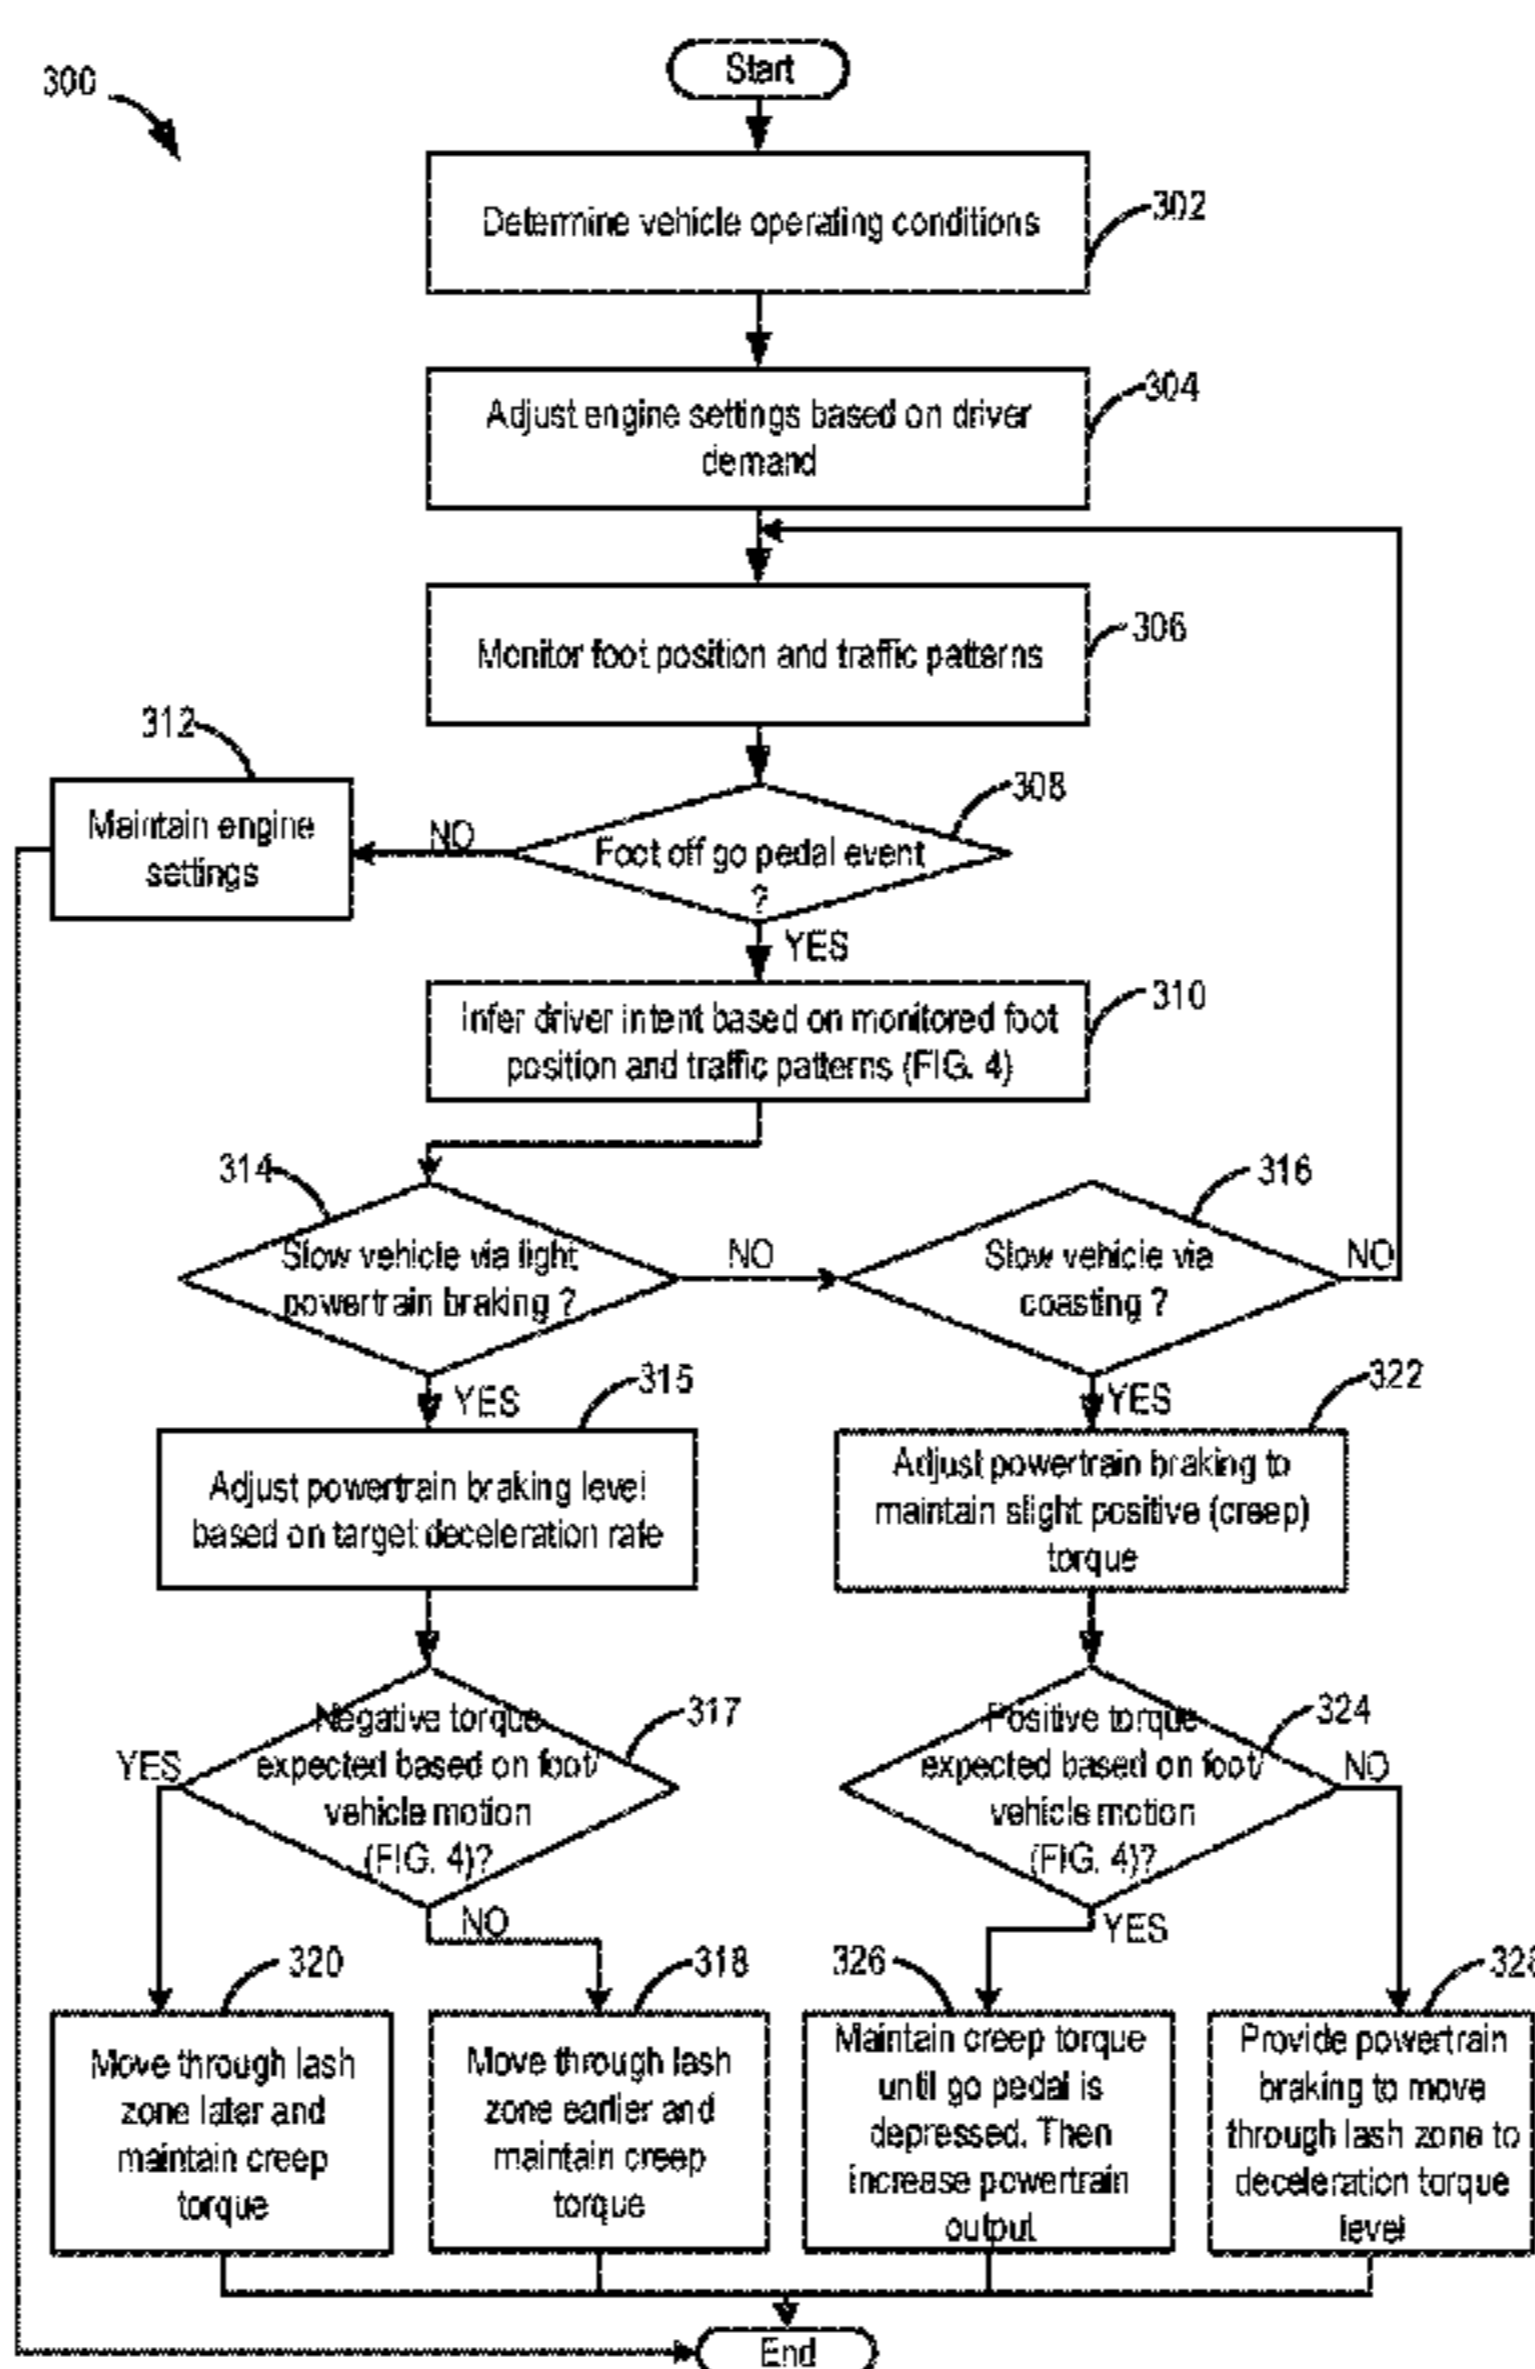 300
Start
Determine vehicle operating conditions
302
Adjust engine settings based on driver
demand
304
Monitor foot position and traffic patterns
306
312
Maintain engine
settings
NO
Foot off go pedal event
?
308
YES
Infer driver intent based on monitored foot
position and traffic patterns (FIG. 4)
310
314
Slow vehicle via light
powertrain braking ?
NO
316
Slow vehicle via
coasting ?
NO
YES
315
YES
322
Adjust powertrain braking level
based on target deceleration rate
Adjust powertrain braking to
maintain slight positive (creep)
torque
YES
Negative torque
expected based on foot/
vehicle motion
(FIG. 4)?
317
NO
Positive torque
expected based on foot/
vehicle motion
(FIG. 4)?
324
NO
YES
320
Move through lash
zone later and
maintain creep
torque
318
Move through lash
zone earlier and
maintain creep
torque
326
Maintain creep torque
until go pedal is
depressed. Then
increase powertrain
output
Provide powertrain
braking to move
through lash zone to
deceleration torque
level
End